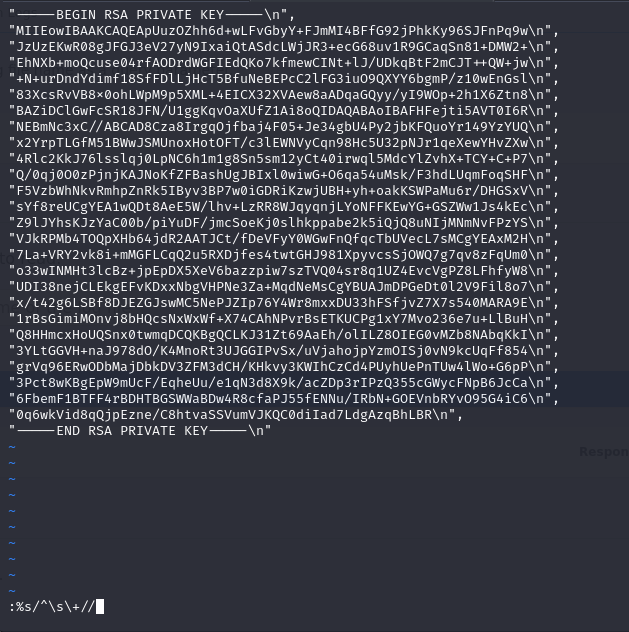 "-----BEGIN RSA PRIVATE KEY-----\n",
"MIIEowIBAAKCAQEApUuzOZhh6d+wLFvGbyY+FJmMI4BFfG92jPhkKy96SJFnPq9w\n",
"JzUzEKwR08gJFGJ3eV27yN9IxaiQtASdcLWjJR3+ecG68uv1R9GCaqSn81+DMW2+\n",
"EhNXb+moQcuse04rfAODrdWGFIEdQKo7kfmewCINt+lJ/UDkqBtF2mCJT++QW+jw\n",
"+N+urDndYdimf18SfFDlLjHcT5BfuNeBEPcC2lFG3iuO9QXYY6bgmP/z10wEnGsl\n",
"83XcsRvVB8×0ohLWpM9p5XML+4EICX32XVAew8aADqaGQyy/yI9WOp+2h1X6Ztn8\n",
"BAZiDClGwFcSR18JFN/U1ggKqvOaXUfZ1Ai8oQIDAQABAoIBAFHFejti5AVT0I6R\n",
"NEBmNc3xC//ABCAD8Cza8IrgqOjfbaj4F05+Je34gbU4Py2jbKFQuoYr149YzYUQ\n",
"x2YrpTLGfM51BWwJSMUnoxHotOFT/c3lEWNVyCqn98Hc5U32pNJr1qeXewYHvZXw\n",
"4Rlc2KkJ76lsslqj0LpNC6h1m1g8Sn5sm12yCt40irwql5MdcYlZvhX+TCY+C+P7\n",
"Q/0qj0O0zPjnjKAJNoKfZFBashUgJBIxl0wiwG+O6qa54uMsk/F3hdLUqmFoqSHF\n",
"F5VzbWhNkvRmhpZnRk5IByv3BP7w0iGDRiKzwjUBH+yh+oakKSWPaMu6r/DHGSxV\n",
"sYf8reUCgYEA1wQDt8AeE5W/lhv+LzRR8WJqyqnjLYoNFFKEwYG+GSZWw1Js4kEc\n",
"Z9lJYhsKJzYaC00b/piYuDF/jmcSoeKj0slhkppabe2k5iQjQ8uNIjMNmNvFPzYS\n",
"VJkRPMb4TOQpXHb64jdR2AATJCt/fDeVFyY0WGwFnQfqcTbUVecL7sMCgYEAxM2H\n",
"7La+VRY2vk8i+mMGFLCqQ2u5RXDjfes4twtGHJ981XpyvcsSjOWQ7g7qv8zFqUm0\n",
"o33wINMHt3lcBz+jpEpDX5XeV6bazzpiw7szTVQ04sr8q1UZ4EvcVgPZ8LFhfyW8\n",
"UDI38nejCLEkgEFvKDxxNbgVHPNe3Za+MqdNeMsCgYBUAJmDPGeDt0l2V9Fil8o7\n",
"x/t42g6LSBf8DJEZGJswMC5NePJZIp76Y4Wr8mxxDU33hFSfjvZ7X7s540MARA9E\n",
"1rBsGimiMOnvj8bHQcsNxWxWf+X74CAhNPvrBsETKUCPg1xY7Mvo236e7u+LlBuH\n",
"Q8HHmcxHoUQSnx0twmqDCQKBgQCLKJ31Zt69AaEh/olILZ8OIEG0vMZb8NAbqKkI\n",
"3YLtGGVH+naJ978dO/K4MnoRt3UJGGIPvSx/uVjahojpYzmOISj0vN9kcUqFf854\n",
"grVq96ERwODbMajDbkDV3ZFM3dCH/KHkvy3KWIhCzCd4PUyhUePnTUw4lWo+G6pP\n",
"3Pct8wKBgEpW9mUcF/EqheUu/e1qN3d8X9k/acZDp3rIPzQ355cGWycFNpB6JcCa\n",
"6FbemF1BTFF4rBDHTBGSWWaBDw4R8cfaPJ55fENNu/IRbN+GOEVnbRYvO95G4iC6\n",
"0q6wkVid8qQjpEzne/C8htvaSSVumVJKQC0diIad7LdgAzqBhLBR\n",
"-----END RSA PRIVATE KEY-----\n"
Respon
~
~
~
~
~
~
~
~
~
~
:%s/^\s\+//